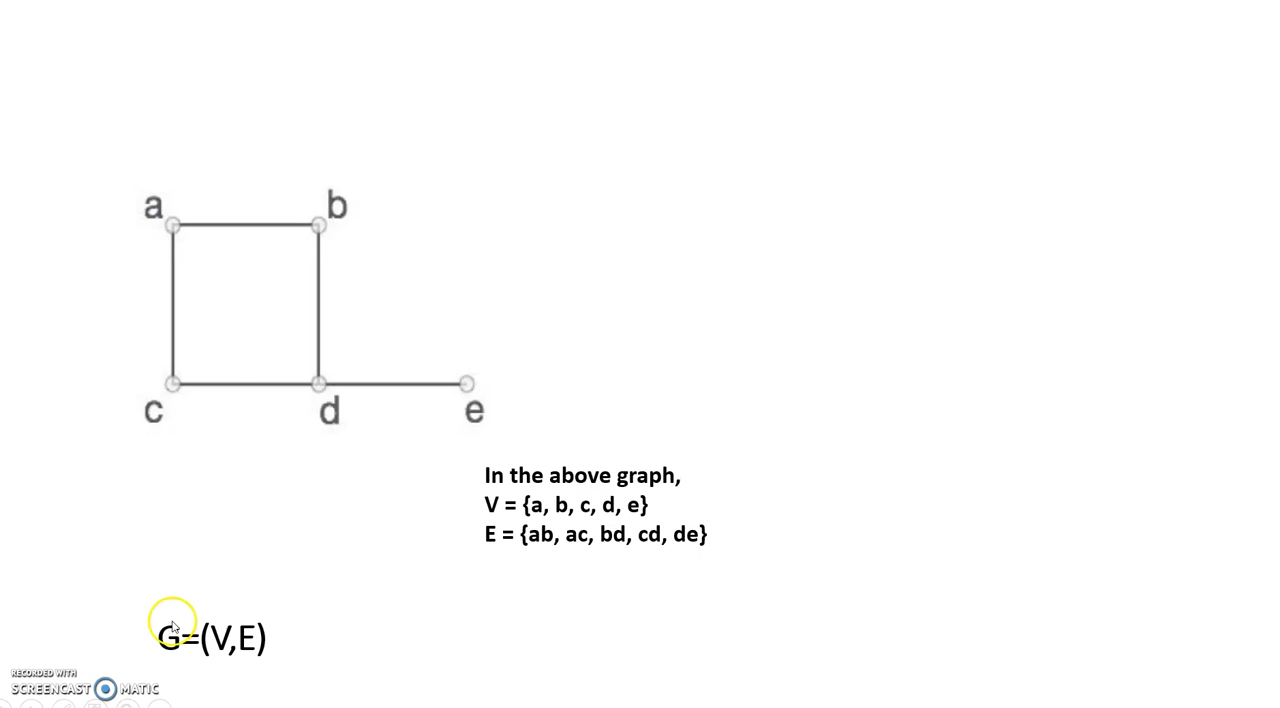 a
b
c
d
e
In the above graph,
V = {a, b, c, d, e}
E = {ab, ac, bd, cd, de}
G=(V,E)
RECORDED WITH
SCREENCAST MATIC